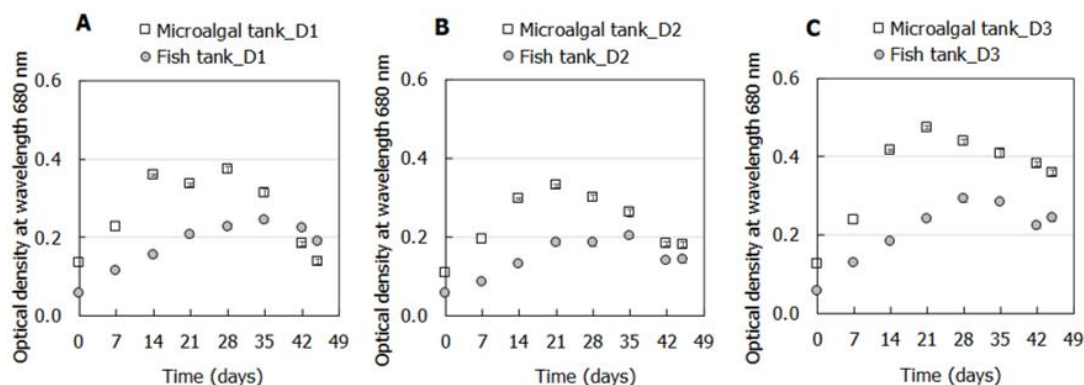 A
Microalgal tank_D1
Fish tank_D1
Optical density at wavelength 680 nm
0.6
0.4
0.2
0.0
0 7 14 21 28 35 42 49
Time (days)
B
Microalgal tank_D2
Fish tank_D2
Optical density at wavelength 680 nm
0.6
0.4
0.2
0.0
0 7 14 21 28 35 42 49
Time (days)
C
Microalgal tank_D3
Fish tank_D3
Optical density at wavelength 680 nm
0.6
0.4
0.2
0.0
0 7 14 21 28 35 42 49
Time (days)